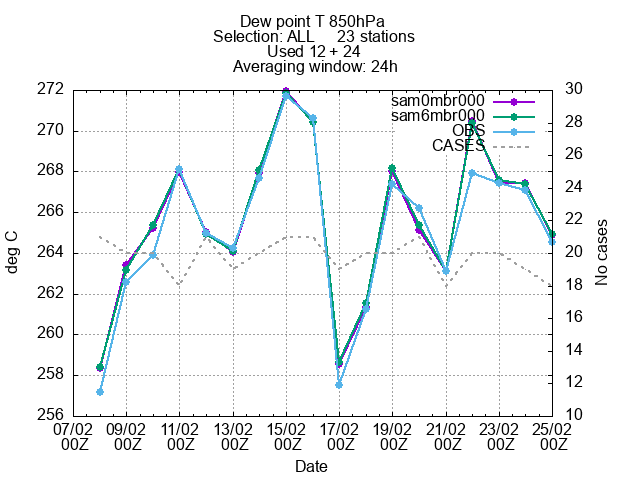 Dew point T 850hPa
Selection: ALL 23 stations
Used 12 + 24
Averaging window: 24h
272
270
268
266
264
262
260
258
256
deg C
30
28
26
24
22
20
18
16
14
12
10
No cases
sam0mbr000
sam6mbr000
OBS
CASES
07/02 09/02 11/02 13/02 15/02 17/02 19/02 21/02 23/02 25/02
00Z 00Z 00Z 00Z 00Z 00Z 00Z 00Z 00Z 00Z
Date